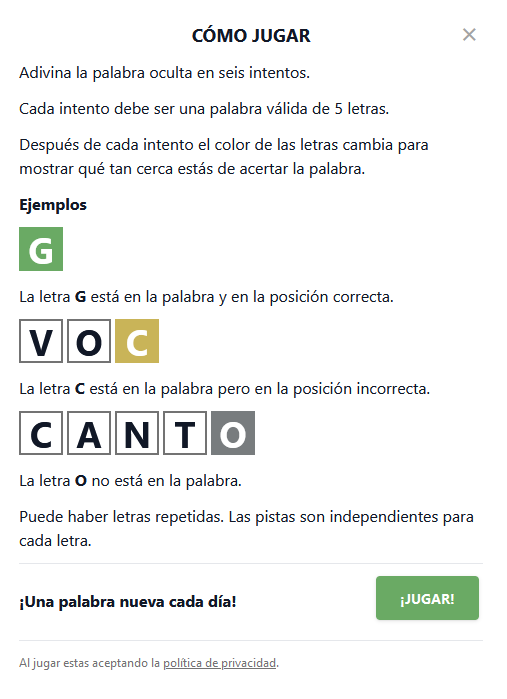 CÓMO JUGAR ×
Adivina la palabra oculta en seis intentos.
Cada intento debe ser una palabra válida de 5 letras.
Después de cada intento el color de las letras cambia para
mostrar qué tan cerca estás de acertar la palabra.
Ejemplos
G
La letra G está en la palabra y en la posición correcta.
VOC
La letra C está en la palabra pero en la posición incorrecta.
CANTO
La letra O no está en la palabra.
Puede haber letras repetidas. Las pistas son independientes para
cada letra.
¡Una palabra nueva cada día! ¡JUGAR!
Al jugar estas aceptando la política de privacidad.